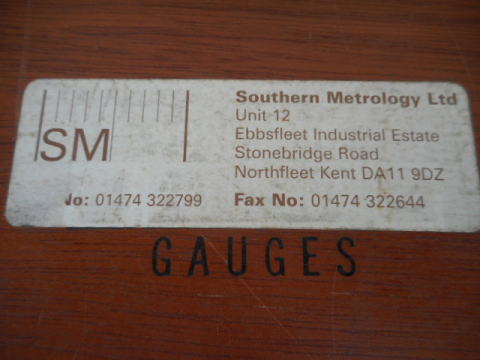 SM
Southern Metrology Ltd
Unit 12
Ebbsfleet Industrial Estate
Stonebridge Road
Northfleet Kent DA11 9DZ
No: 01474 322799 Fax No: 01474 322644
GAUGES